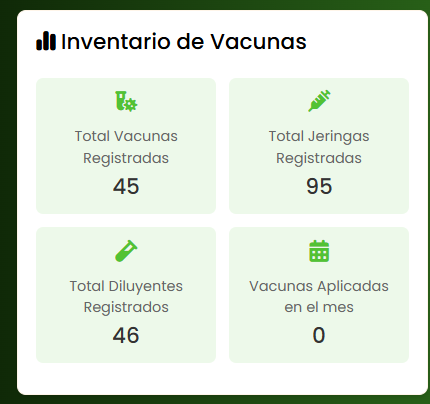 Inventario de Vacunas
Total Vacunas
Registradas
45
Total Jeringas
Registradas
95
Total Diluyentes
Registrados
46
Vacunas Aplicadas
en el mes
0